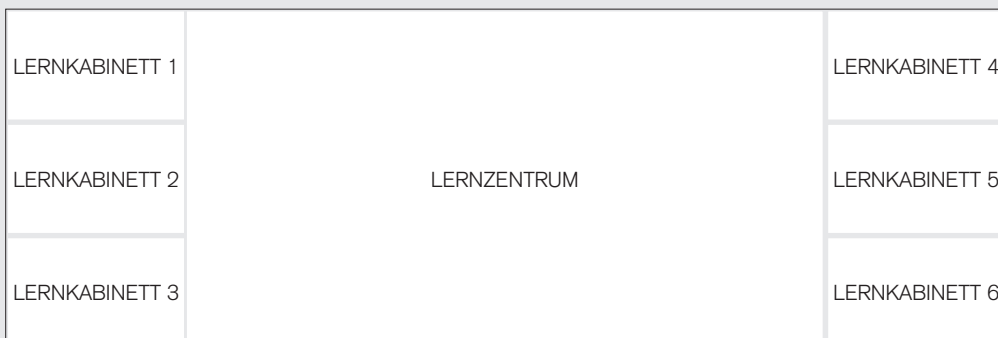 LERNKABINETT 1
LERNKABINETT 4
LERNKABINETT 2
LERNZENTRUM
LERNKABINETT 5
LERNKABINETT 3
LERNKABINETT 6